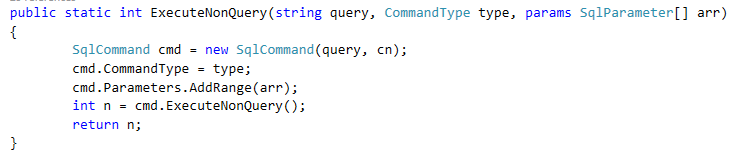 public static int ExecuteNonQuery(string query, CommandType type, params SqlParameter[] arr)
{
SqlCommand cmd = new SqlCommand(query, cn);
cmd.CommandType = type;
cmd.Parameters.AddRange(arr);
int n = cmd.ExecuteNonQuery();
return n;
}